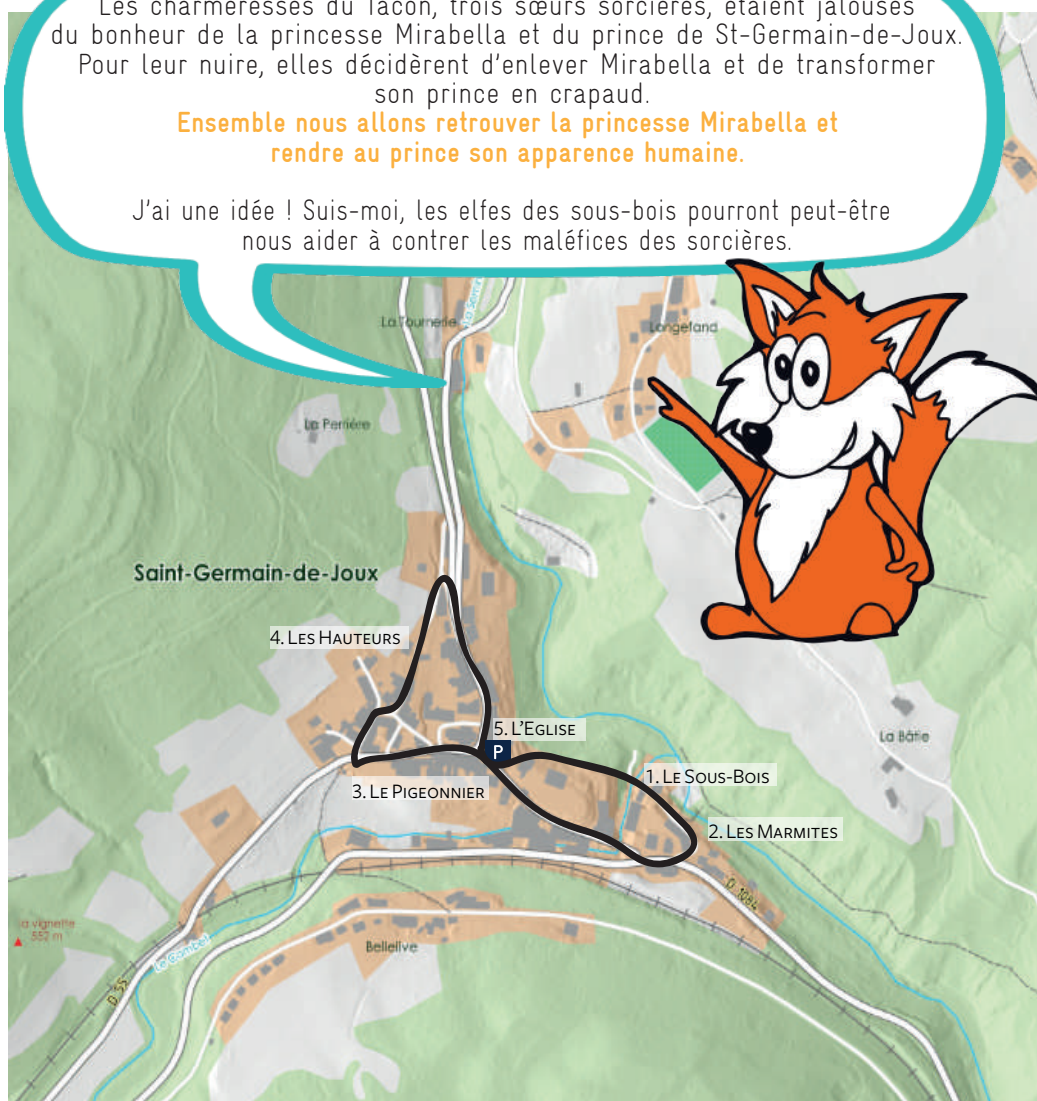 Les charmeresses du Tacon, trois sœurs sorcières, étaient jalouses
du bonheur de la princesse Mirabella et du prince de St-Germain-de-Joux.
Pour leur nuire, elles décidèrent d'enlever Mirabella et de transformer
son prince en crapaud.
Ensemble nous allons retrouver la princesse Mirabella et
rendre au prince son apparence humaine.
J'ai une idée ! Suis-moi, les elfes des sous-bois pourront peut-être
nous aider à contrer les maléfices des sorcières.
La Tournerie
Longefand
La Perrière
Saint-Germain-de-Joux
4. Les Hauteurs
5. L'Eglise
P
La Bâtie
1. Le Sous-Bois
3. Le Pigeonnier
2. Les Marmites
D 1084
la vignette
552 m
Bellelive
Le Combet
D 55